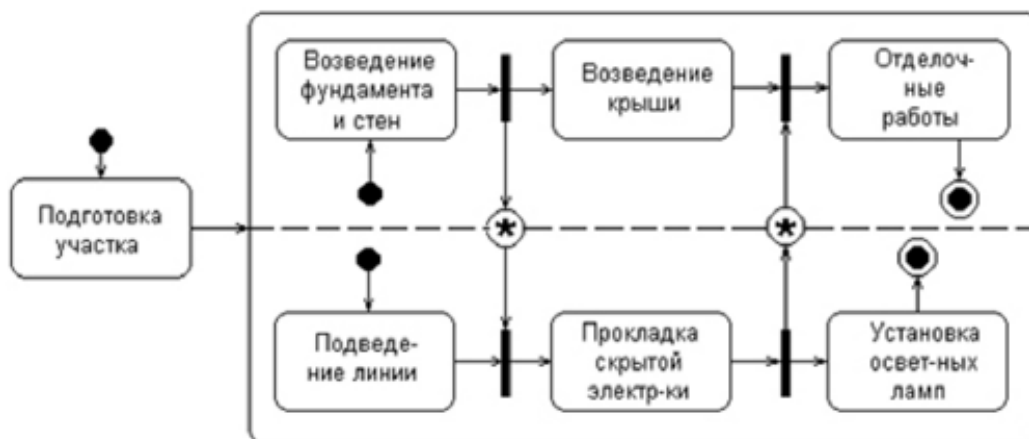 Возведение
фундамента
и стен
Возведение
крыши
Отделоч-
ные
работы
Подготовка
участка
*
*
Подведе-
ние линии
Прокладка
скрытой
электр-ки
Установка
освет-ных
ламп